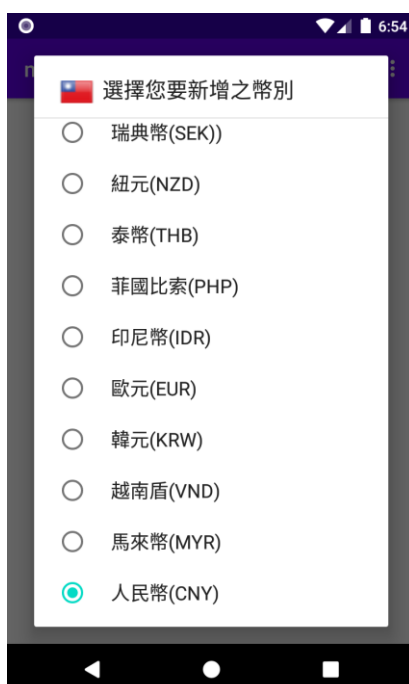 6:54
選擇您要新增之幣別
瑞典幣(SEK))
紐元(NZD)
泰幣(THB)
菲國比索(PHP)
印尼幣(IDR)
歐元(EUR)
韓元(KRW)
越南盾(VND)
馬來幣(MYR)
人民幣(CNY)